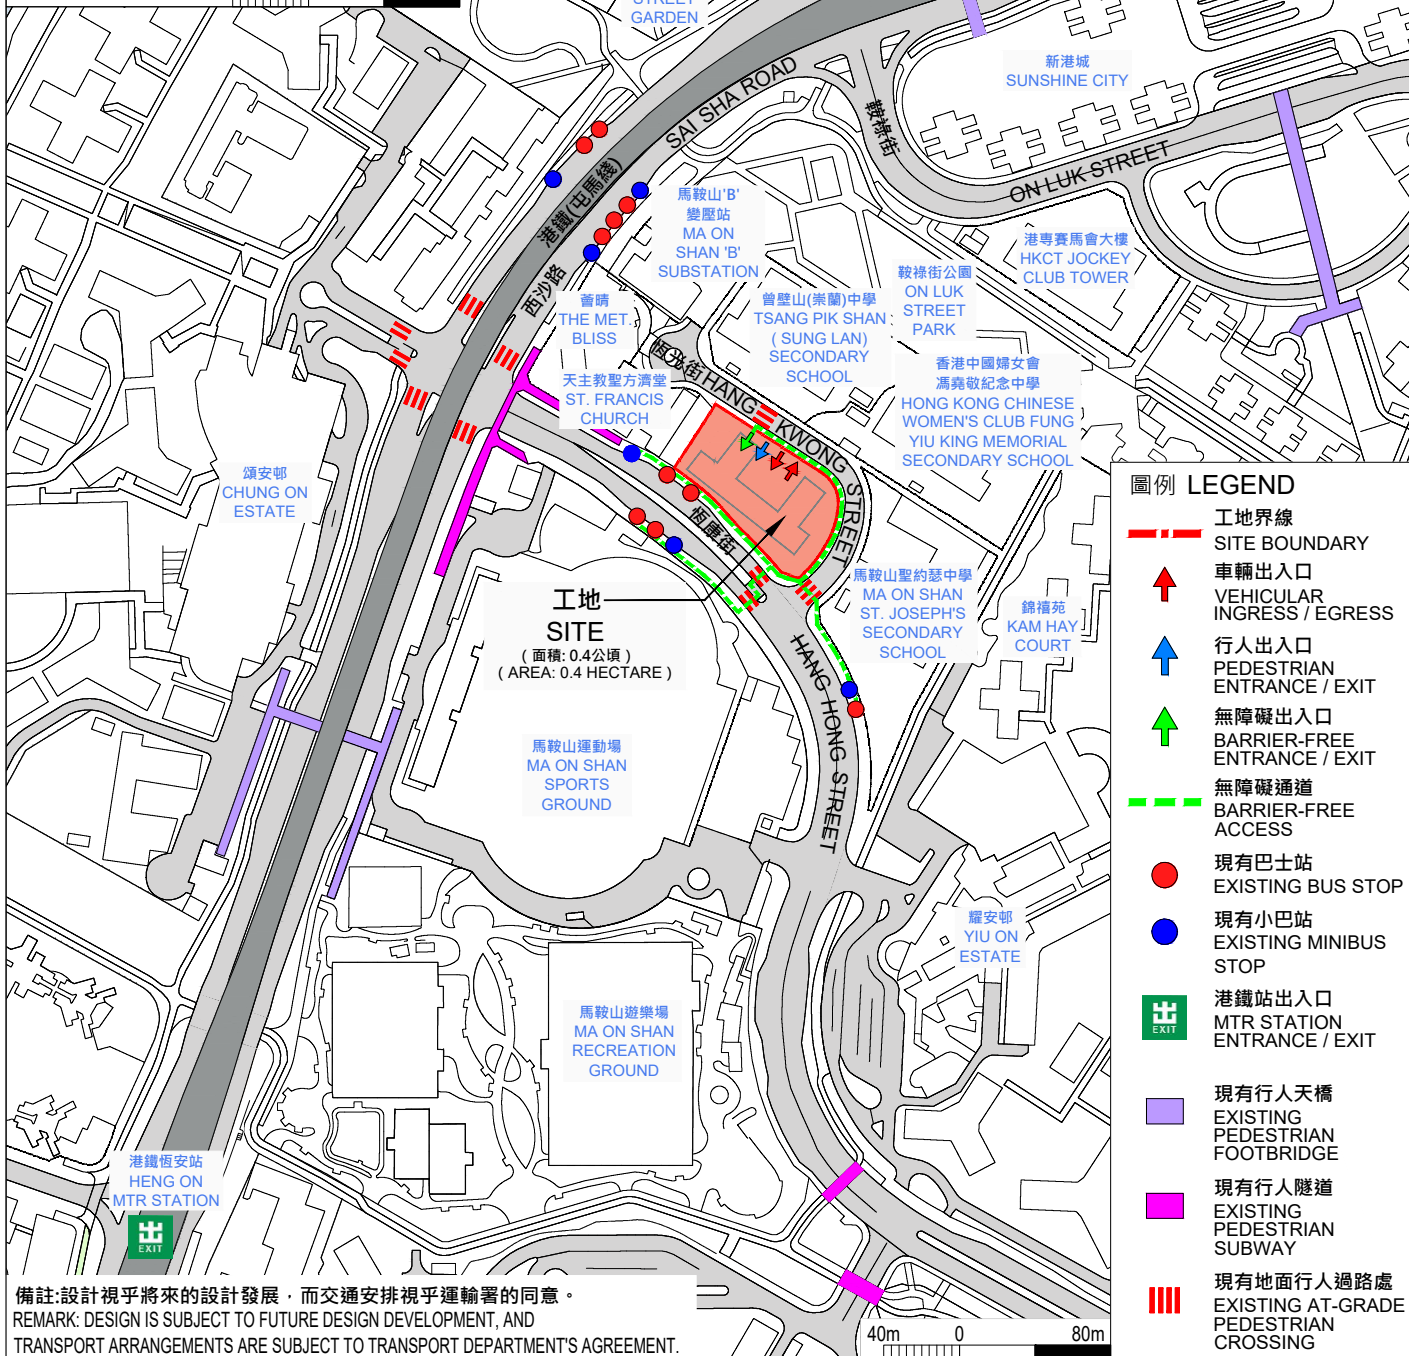 STREET
GARDEN
新港城
SUNSHINE CITY
SAI SHA ROAD
鞍祿街
ON LUK STREET
港鐵(屯馬綫)
西沙路
馬鞍山'B'
變壓站
MA ON
SHAN 'B'
SUBSTATION
港專賽馬會大樓
HKCT JOCKEY
CLUB TOWER
鞍祿街公園
ON LUK
STREET
PARK
薈晴
THE MET.
BLISS
曾璧山(崇蘭)中學
TSANG PIK SHAN
( SUNG LAN)
SECONDARY
SCHOOL
恆光街 HANG KWONG STREET
香港中國婦女會
馮堯敬紀念中學
HONG KONG CHINESE
WOMEN'S CLUB FUNG
YIU KING MEMORIAL
SECONDARY SCHOOL
天主教聖方濟堂
ST. FRANCIS
CHURCH
頌安邨
CHUNG ON
ESTATE
恆康街
HANG HONG STREET
工地
SITE
( 面積: 0.4公頃 )
( AREA: 0.4 HECTARE )
馬鞍山聖約瑟中學
MA ON SHAN
ST. JOSEPH'S
SECONDARY
SCHOOL
錦禧苑
KAM HAY
COURT
馬鞍山運動場
MA ON SHAN
SPORTS
GROUND
耀安邨
YIU ON
ESTATE
馬鞍山遊樂場
MA ON SHAN
RECREATION
GROUND
港鐵恆安站
HENG ON
MTR STATION
出
EXIT
圖例 LEGEND
工地界線
SITE BOUNDARY
車輛出入口
VEHICULAR
INGRESS / EGRESS
行人出入口
PEDESTRIAN
ENTRANCE / EXIT
無障礙出入口
BARRIER-FREE
ENTRANCE / EXIT
無障礙通道
BARRIER-FREE
ACCESS
現有巴士站
EXISTING BUS STOP
現有小巴站
EXISTING MINIBUS
STOP
出
EXIT
港鐵站出入口
MTR STATION
ENTRANCE / EXIT
現有行人天橋
EXISTING
PEDESTRIAN
FOOTBRIDGE
現有行人隧道
EXISTING
PEDESTRIAN
SUBWAY
現有地面行人過路處
EXISTING AT-GRADE
PEDESTRIAN
CROSSING
備註:設計視乎將來的設計發展，而交通安排視乎運輸署的同意。
REMARK: DESIGN IS SUBJECT TO FUTURE DESIGN DEVELOPMENT, AND
TRANSPORT ARRANGEMENTS ARE SUBJECT TO TRANSPORT DEPARTMENT'S AGREEMENT.
40m 0 80m